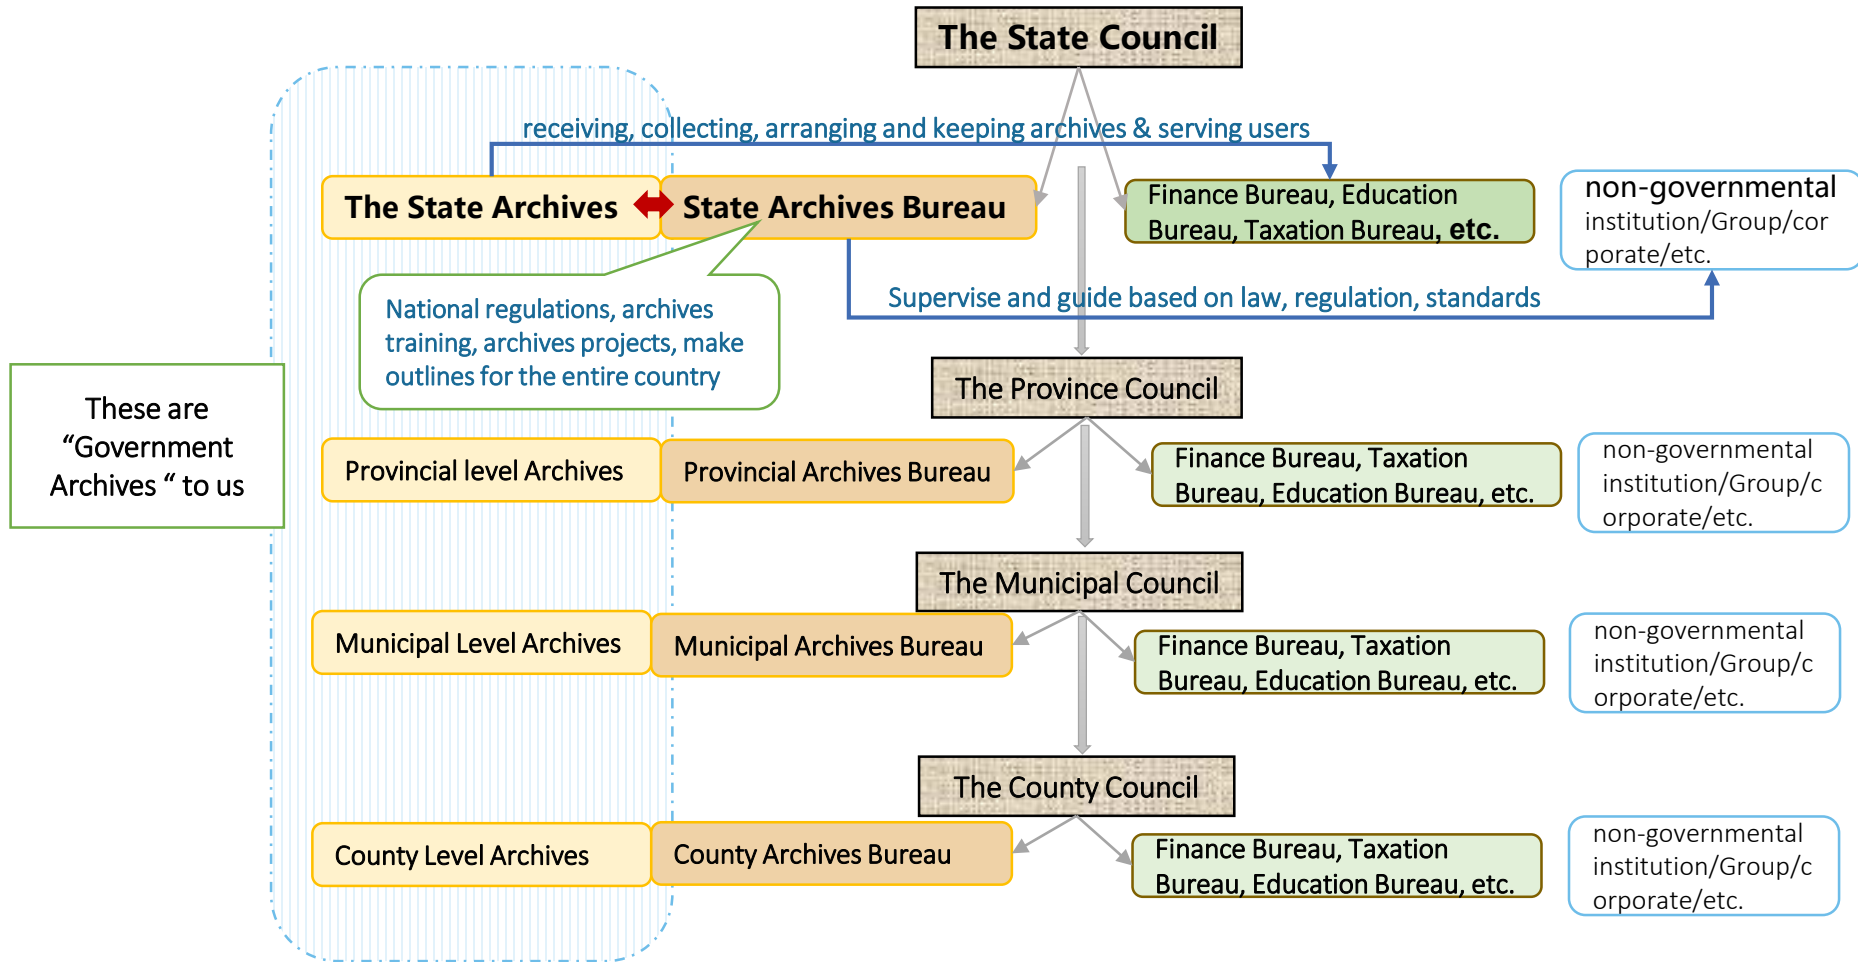 The State Council
receiving, collecting, arranging and keeping archives & serving users
The State Archives
State Archives Bureau
Finance Bureau, Education
Bureau, Taxation Bureau, etc.
non-governmental
institution/Group/cor
porate/etc.
National regulations, archives
training, archives projects, make
outlines for the entire country
Supervise and guide based on law, regulation, standards
These are
“Government
Archives “ to us
The Province Council
Provincial level Archives
Provincial Archives Bureau
Finance Bureau, Taxation
Bureau, Education Bureau, etc.
non-governmental
institution/Group/c
orporate/etc.
The Municipal Council
Municipal Level Archives
Municipal Archives Bureau
Finance Bureau, Taxation
Bureau, Education Bureau, etc.
non-governmental
institution/Group/c
orporate/etc.
The County Council
County Level Archives
County Archives Bureau
Finance Bureau, Taxation
Bureau, Education Bureau, etc.
non-governmental
institution/Group/c
orporate/etc.